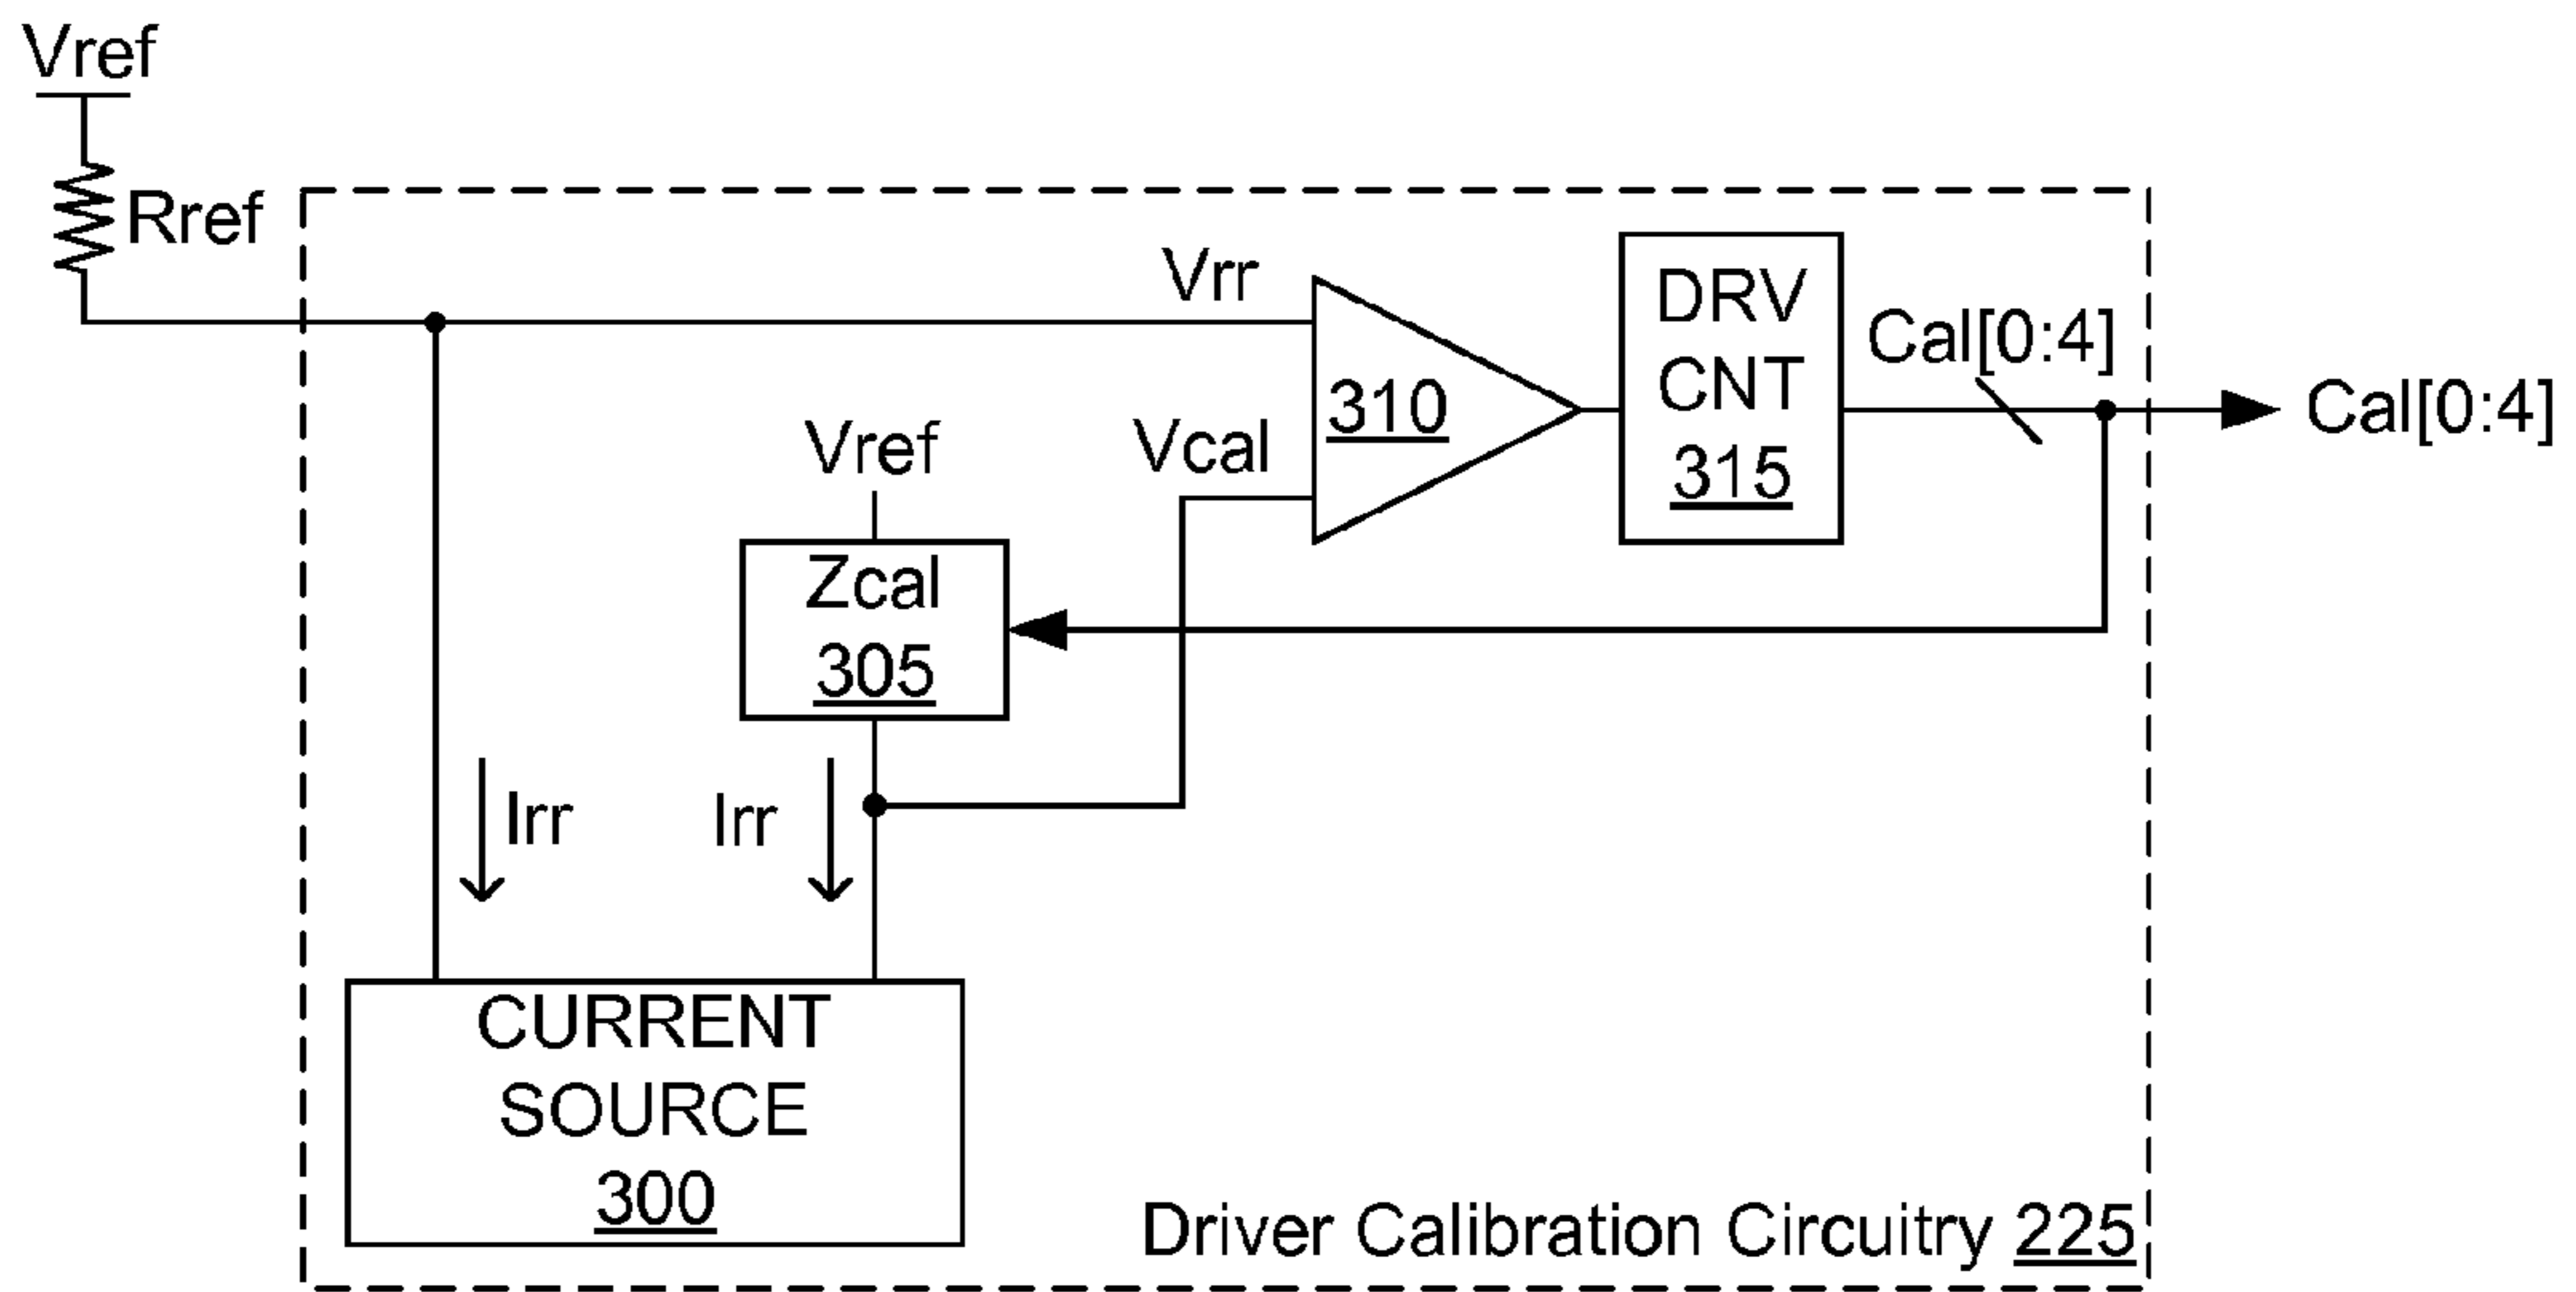 Vref
Rref
Vrr
DRV
CNT
315
Cal[0:4]
Cal[0:4]
310
Vref
Vcal
Zcal
305
Irr
Irr
CURRENT
SOURCE
300
Driver Calibration Circuitry 225